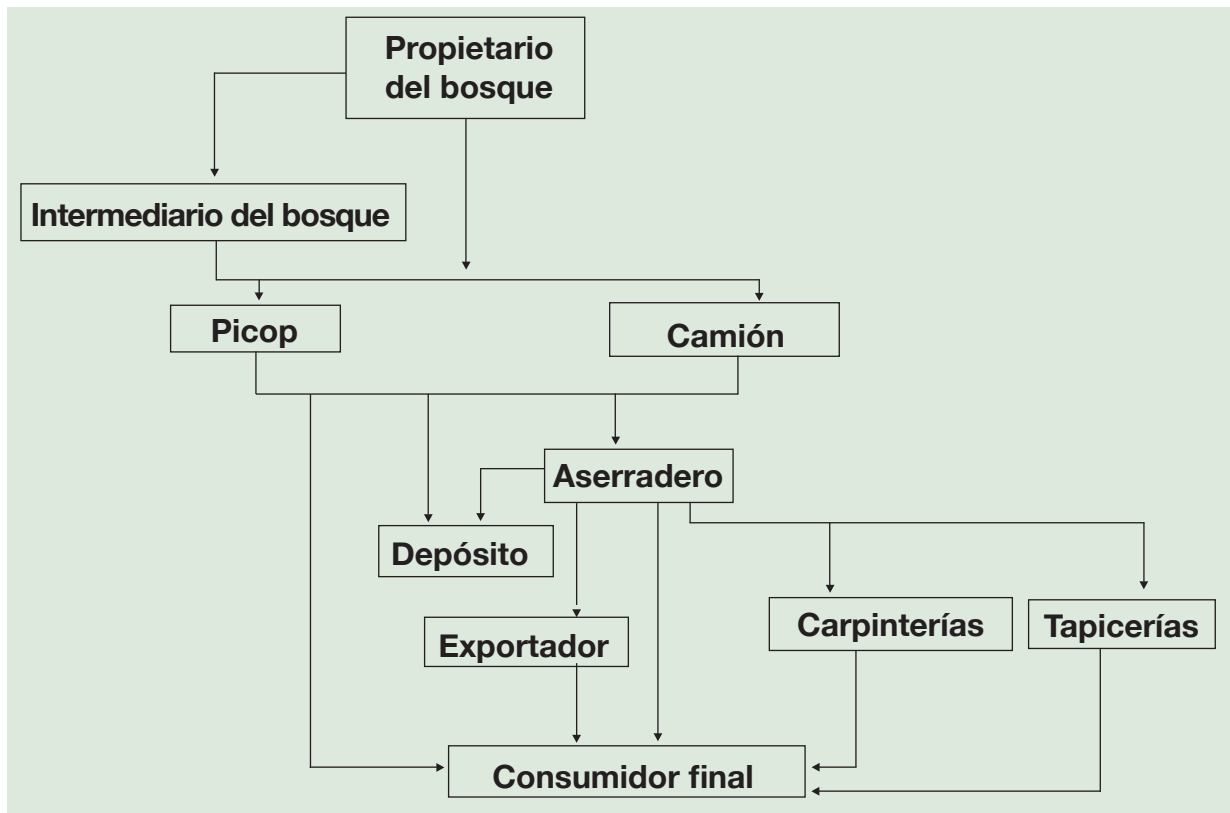 Propietario
del bosque
Intermediario del bosque
Picop
Camión
Aserradero
Depósito
Carpinterías
Tapicerías
Exportador
Consumidor final